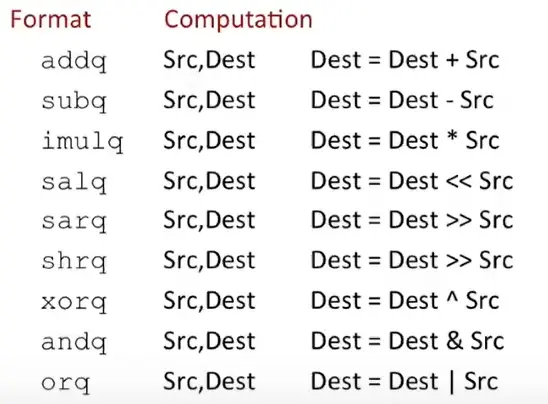 Format Computation
addq Src,Dest Dest = Dest + Src
subq Src,Dest Dest = Dest - Src
imulq Src,Dest Dest = Dest * Src
salq Src,Dest Dest = Dest << Src
sarq Src,Dest Dest = Dest >> Src
shrq Src,Dest Dest = Dest >> Src
xorq Src,Dest Dest = Dest ^ Src
andq Src,Dest Dest = Dest & Src
orq Src,Dest Dest = Dest | Src